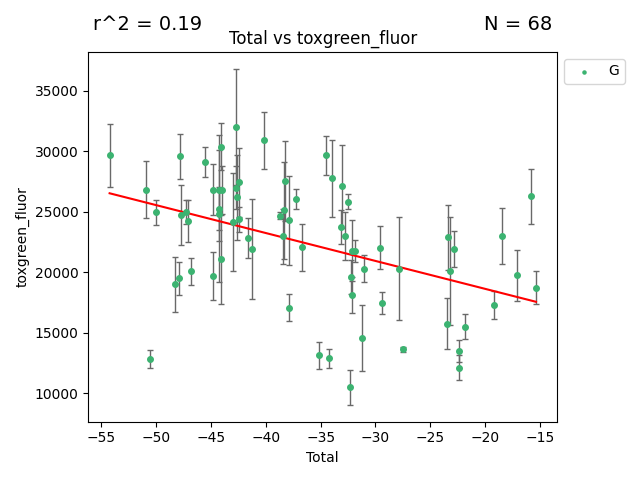 r^2 = 0.19 N = 68
Total vs toxgreen_fluor
G
toxgreen_fluor
35000
30000
25000
20000
15000
10000
−55 −50 −45 −40 −35 −30 −25 −20 −15
Total